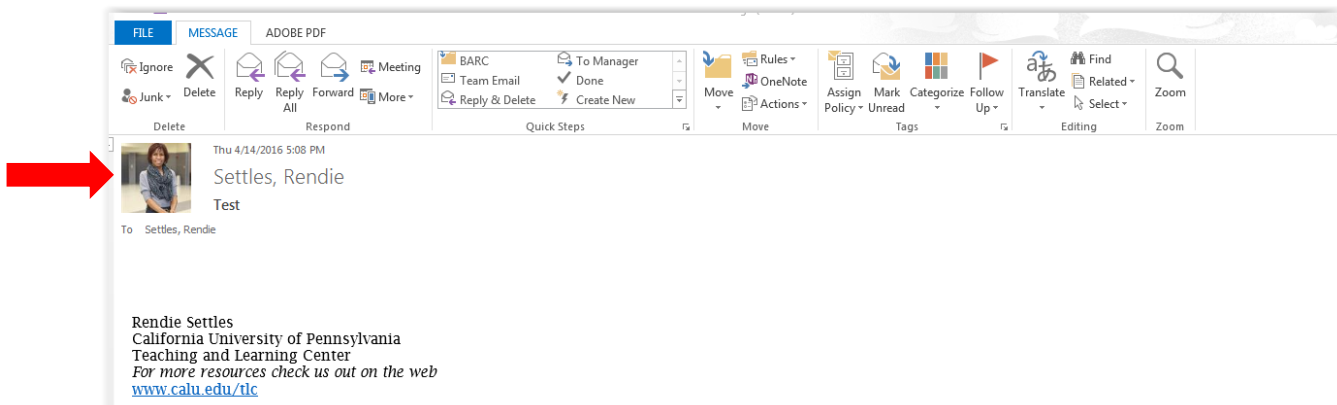 FILE MESSAGE ADOBE PDF
Ignore
Junk
Delete
Delete
Reply
Reply All
Forward
Meeting
More
Respond
BARC
Team Email
Reply & Delete
To Manager
Done
Create New
Quick Steps
Move
Rules
OneNote
Actions
Move
Assign Policy
Mark Unread
Categorize
Follow Up
Tags
Translate
Find
Related
Select
Editing
Zoom
Zoom
Thu 4/14/2016 5:08 PM
Settles, Rendie
Test
To Settles, Rendie
Rendie Settles
California University of Pennsylvania
Teaching and Learning Center
For more resources check us out on the web
www.calu.edu/tlc